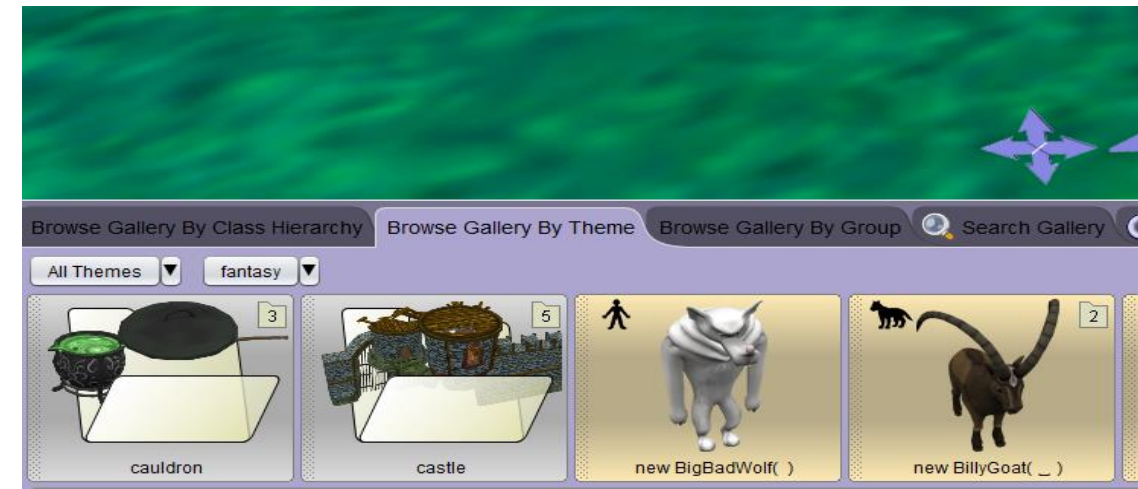 Browse Gallery By Class Hierarchy Browse Gallery By Theme Browse Gallery By Group Search Gallery
All Themes fantasy
3 5 2
cauldron castle new BigBadWolf( ) new BillyGoat( _ )